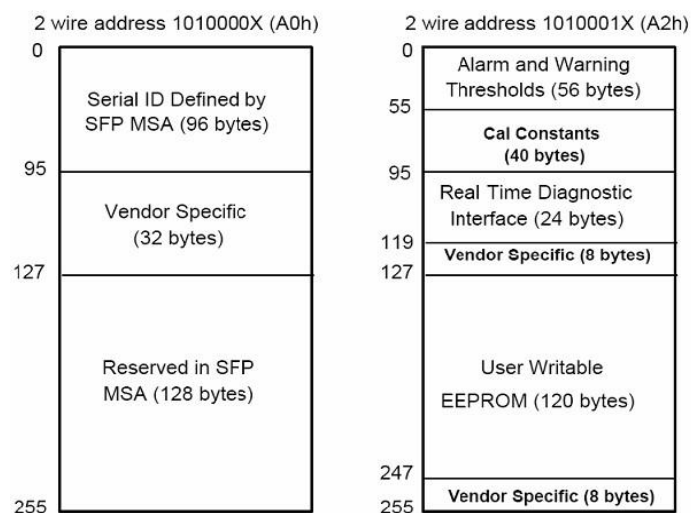 2 wire address 1010000X (A0h)
0
Serial ID Defined by
SFP MSA (96 bytes)
95
Vendor Specific
(32 bytes)
127
Reserved in SFP
MSA (128 bytes)
255
2 wire address 1010001X (A2h)
0
Alarm and Warning
Thresholds (56 bytes)
55
Cal Constants
(40 bytes)
95
Real Time Diagnostic
Interface (24 bytes)
119
Vendor Specific (8 bytes)
127
User Writable
EEPROM (120 bytes)
247
Vendor Specific (8 bytes)
255